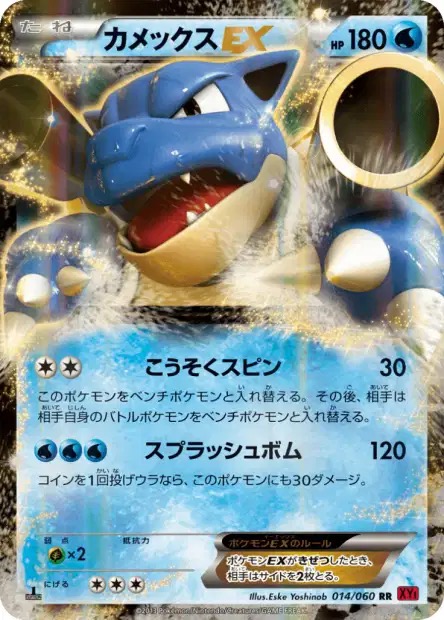 たね カメックスEX HP180
こうそくスピン 30
このポケモンをベンチポケモンと入れ替える。その後、相手は
相手自身のバトルポケモンをベンチポケモンと入れ替える。
スプラッシュボム 120
コインを1回投げウラなら、このポケモンにも30ダメージ。
弱点 抵抗力
×2
ポケモンEXのルール
ポケモンEXがきぜつしたとき、
相手はサイドを2枚とる。
にげる
Illus.Eske Yoshinob 014/060 RR XY1
©2013 Pokémon/Nintendo/Creatures/GAME FREAK.